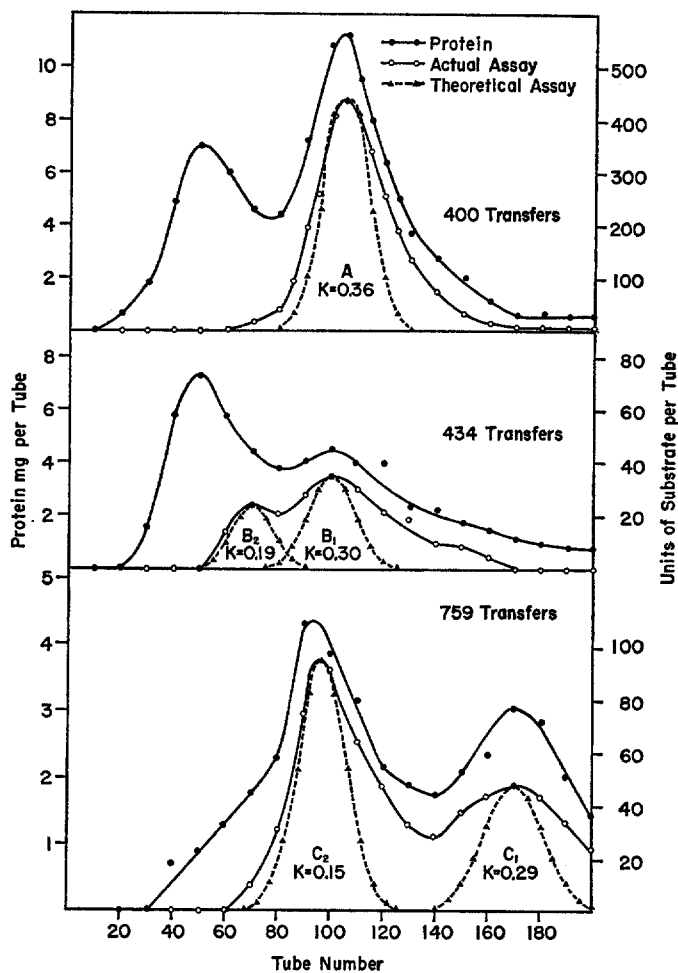 Protein
Actual Assay
Theoretical Assay
10
8
6
4
2
500
400
300
200
100
400 Transfers
A
K=0.36
8
6
4
2
80
60
40
20
434 Transfers
B₂
K=0.19
B₁
K=0.30
Protein mg per Tube
Units of Substrate per Tube
5
4
3
2
1
100
80
60
40
20
759 Transfers
C₂
K=0.15
C₁
K=0.29
20 40 60 80 100 120 140 160 180
Tube Number